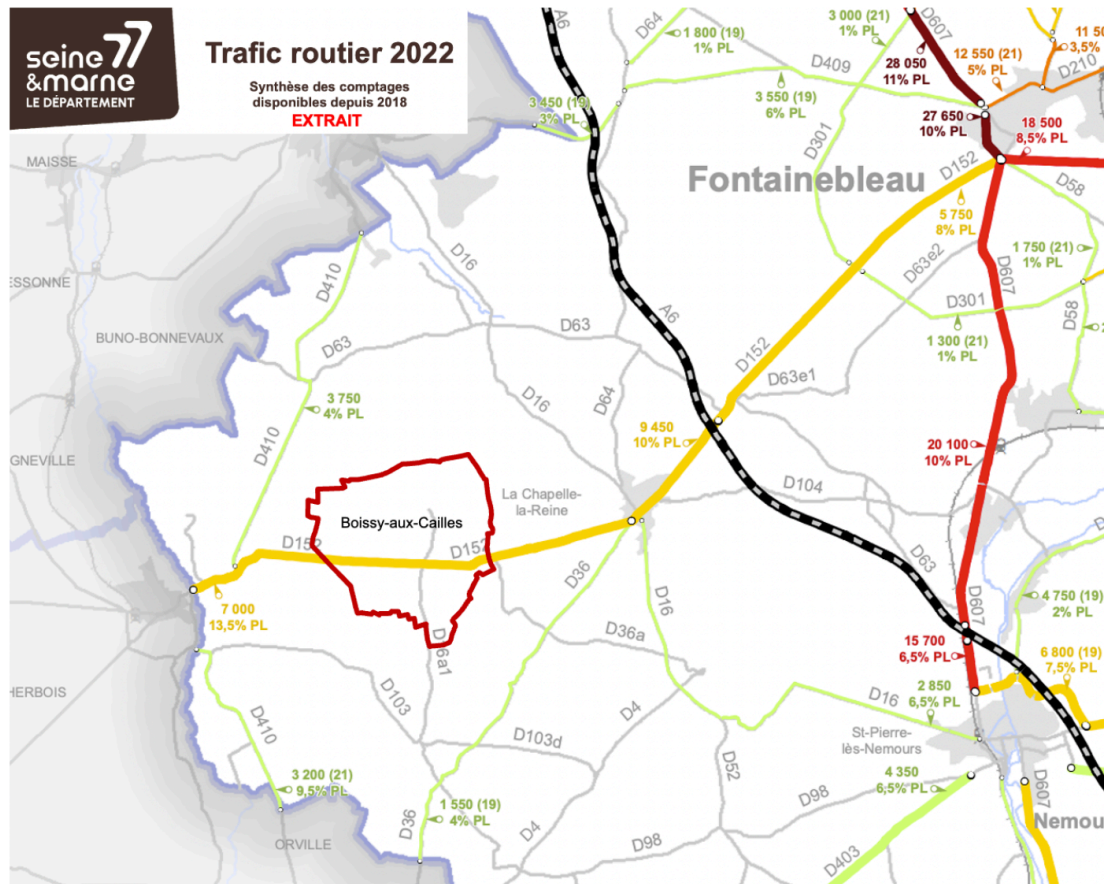 seine 77
&marne
LE DÉPARTEMENT
Trafic routier 2022
Synthèse des comptages
disponibles depuis 2018
EXTRAIT
A6
D64
1 800 (19)
1% PL
3 000 (21)
1% PL
D607
28 050
11% PL
12 550 (21)
5% PL
3,5% PL
D210
D409
3 450 (19)
3% PL
3 550 (19)
6% PL
D301
27 650
10% PL
18 500
8,5% PL
MAISSE
Fontainebleau
D152
D58
5 750
8% PL
D16
D63e2
1 750 (21)
1% PL
D410
D607
ESSONNE
A6
D301
D58
BUNO-BONNEVAUX
D63
D63
D152
1 300 (21)
1% PL
D63e1
D16
D64
3 750
4% PL
9 450
10% PL
D410
20 100
10% PL
GNEVILLE
La Chapelle-
la-Reine
D104
Boissy-aux-Cailles
D152
D152
D36
D63
D16
7 000
13,5% PL
D607
4 750 (19)
2% PL
D36a
15 700
6,5% PL
6 800 (19)
7,5% PL
HERBOIS
D103
D4
2 850
6,5% PL
D16
D410
D103d
St-Pierre-
lès-Nemours
D52
3 200 (21)
9,5% PL
4 350
6,5% PL
D98
D607
1 550 (19)
4% PL
D36
D4
ORVILLE
D98
D403
Nemou